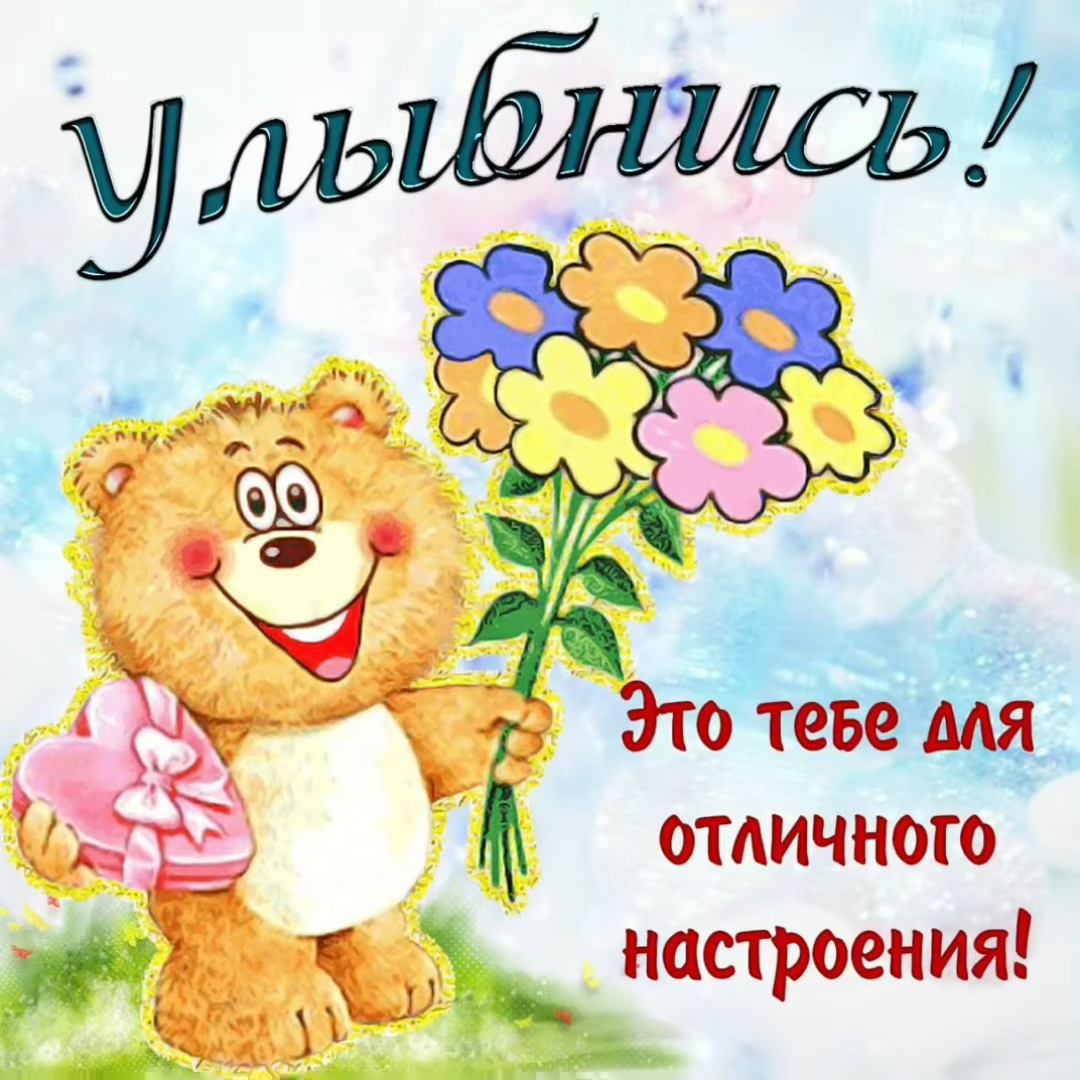 Улыбнись!
Это тебе для
отличного
настроения!